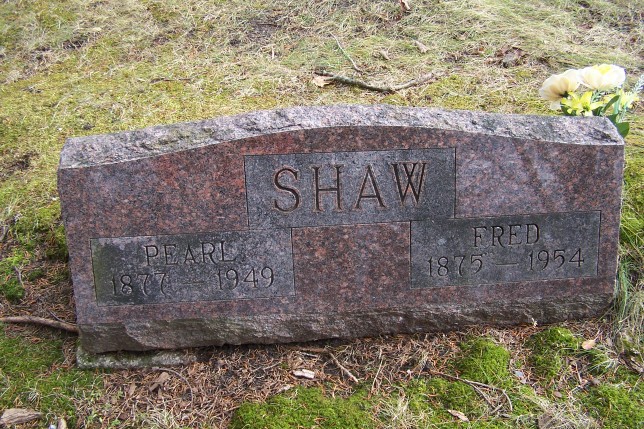 SHAW
PEARL
1877 — 1949
FRED
1875 — 1954